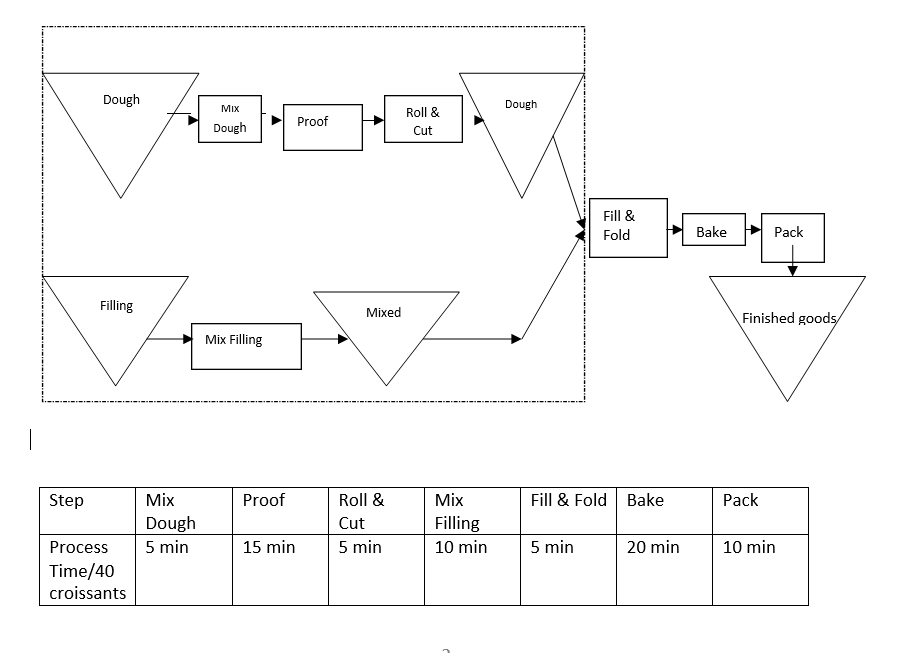 Dough
Mix
Dough
Proof
Roll &
Cut
Dough
Fill &
Fold
Bake
Pack
Filling
Mix Filling
Mixed
Finished goods
Step
Mix
Dough
Proof
Roll &
Cut
Mix
Filling
Fill & Fold
Bake
Pack
Process
Time/40
croissants
5 min
15 min
5 min
10 min
5 min
20 min
10 min